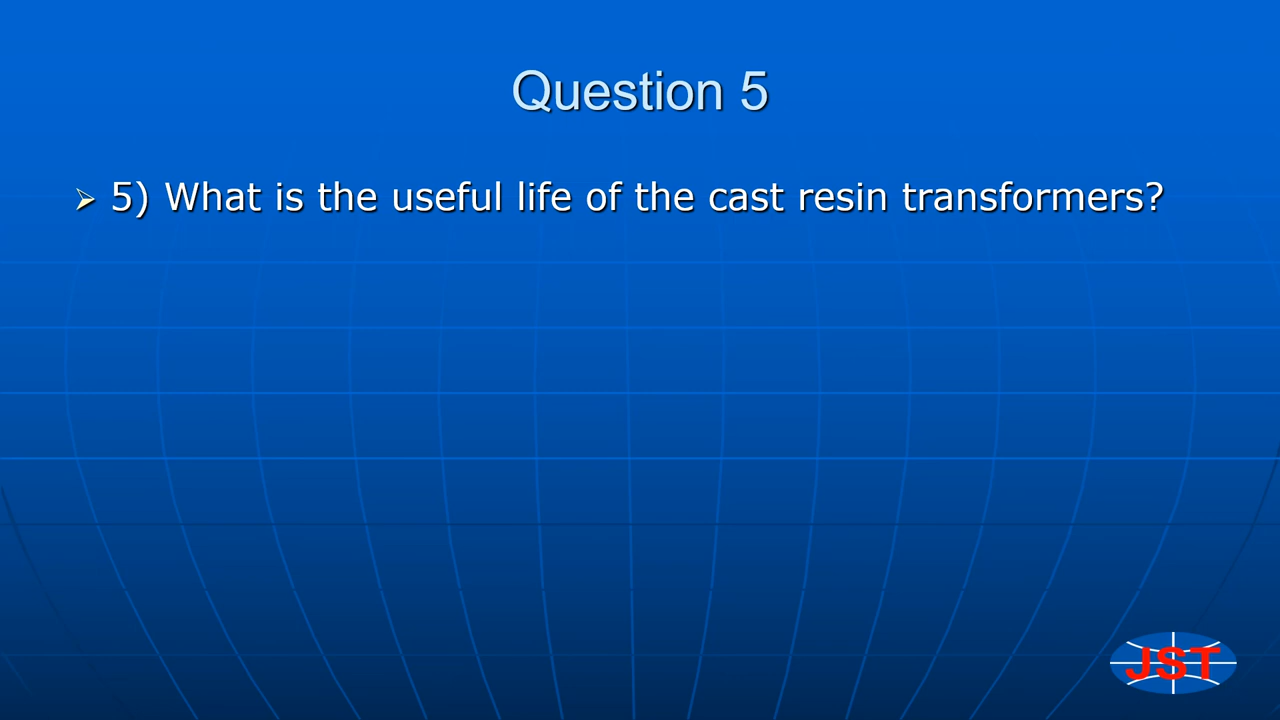 Question 5
5) What is the useful life of the cast resin transformers?
JST